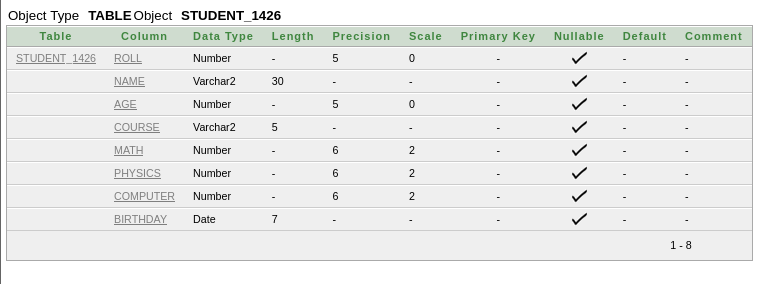 Object Type TABLE Object STUDENT_1426
Table Column Data Type Length Precision Scale Primary Key Nullable Default Comment
STUDENT_1426 ROLL Number - 5 0 - ✓ - -
NAME Varchar2 30 - - - ✓ - -
AGE Number - 5 0 - ✓ - -
COURSE Varchar2 5 - - - ✓ - -
MATH Number - 6 2 - ✓ - -
PHYSICS Number - 6 2 - ✓ - -
COMPUTER Number - 6 2 - ✓ - -
BIRTHDAY Date 7 - - - ✓ - -
1 - 8